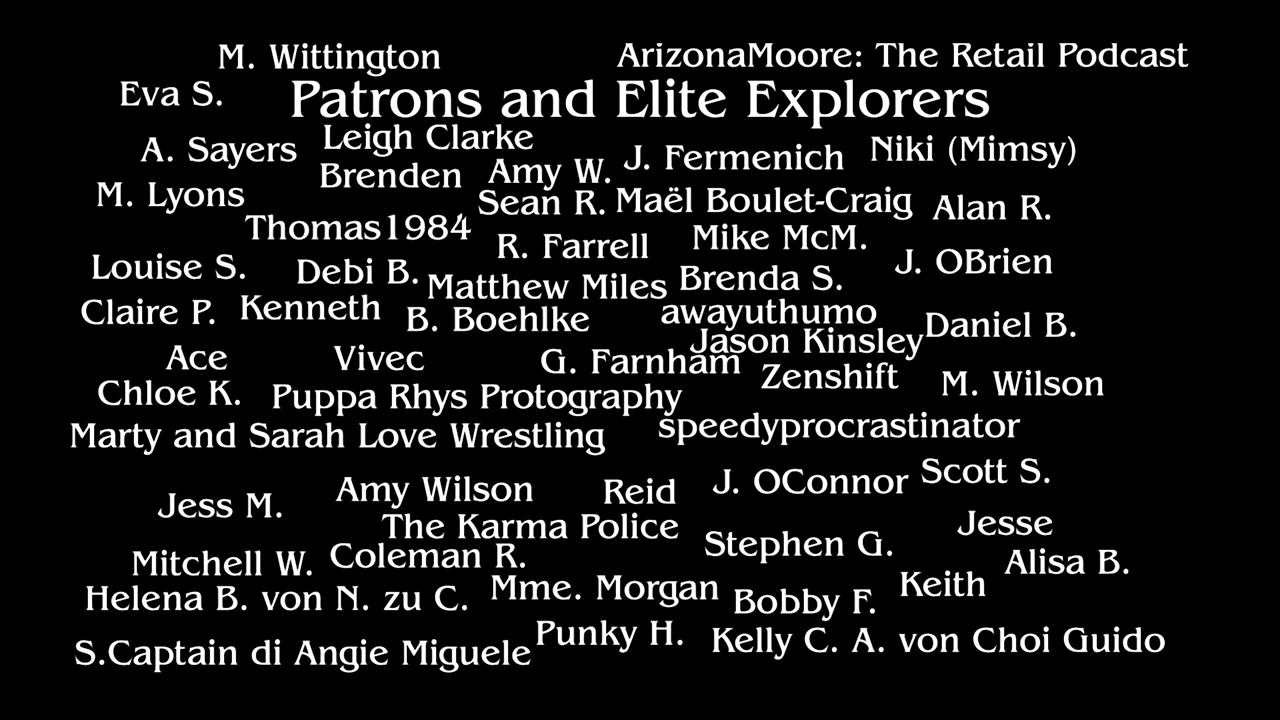 M. Wittington ArizonaMoore: The Retail Podcast
Eva S. Patrons and Elite Explorers
A. Sayers Leigh Clarke J. Fermenich Niki (Mimsy)
Brenden Amy W.
M. Lyons Sean R. Maël Boulet-Craig Alan R.
Thomas1984 R. Farrell Mike McM.
Louise S. Debi B. Matthew Miles Brenda S. J. OBrien
Claire P. Kenneth B. Boehlke awayuthumo Daniel B.
Jason Kinsley
Ace Vivec G. Farnham Zenshift M. Wilson
Chloe K. Puppa Rhys Protography
Marty and Sarah Love Wrestling speedyprocrastinator
Jess M. Amy Wilson Reid J. OConnor Scott S.
The Karma Police Stephen G. Jesse
Mitchell W. Coleman R. Alisa B.
Helena B. von N. zu C. Mme. Morgan Bobby F. Keith
S.Captain di Angie Miguele Punky H. Kelly C. A. von Choi Guido